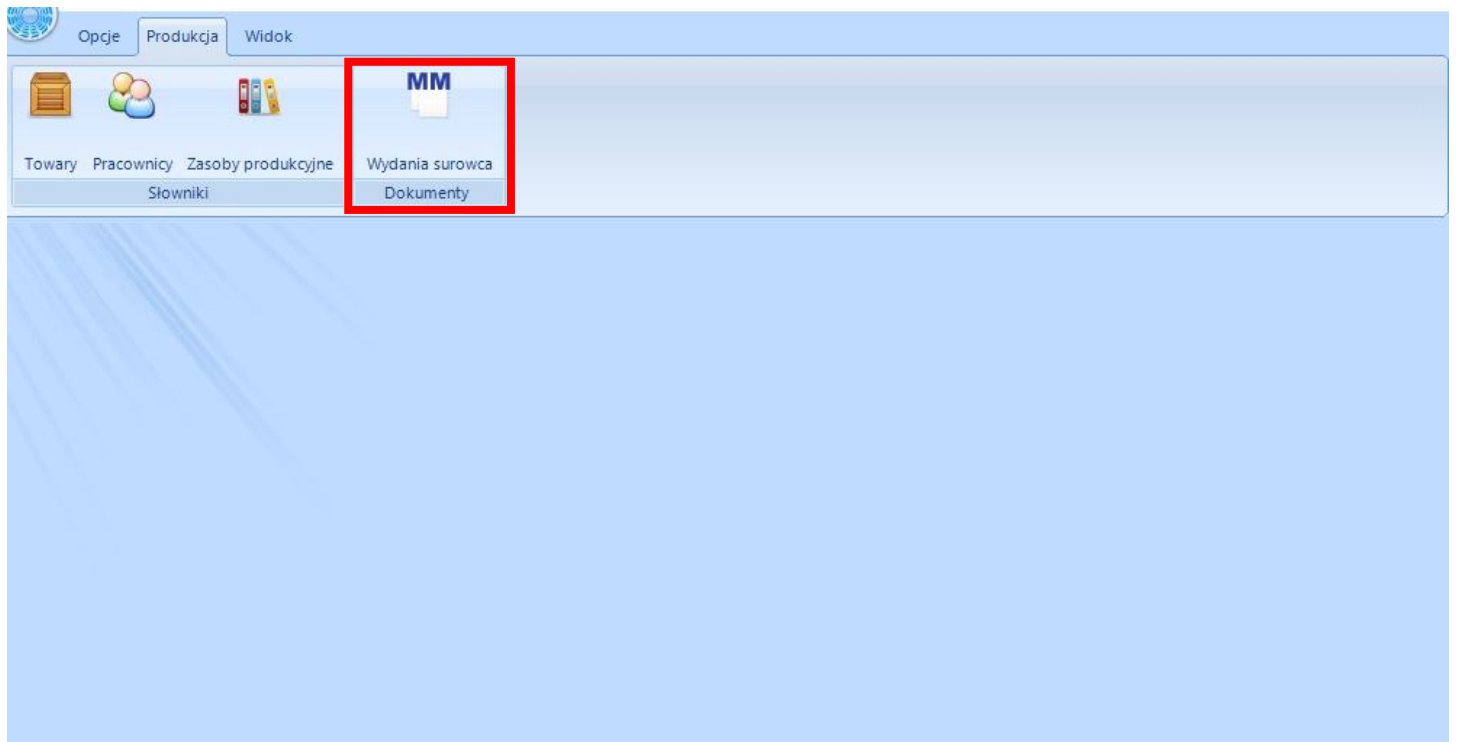 Opcje Produkcja Widok
MM
Towary Pracownicy Zasoby produkcyjne Wydania surowca
Słowniki Dokumenty